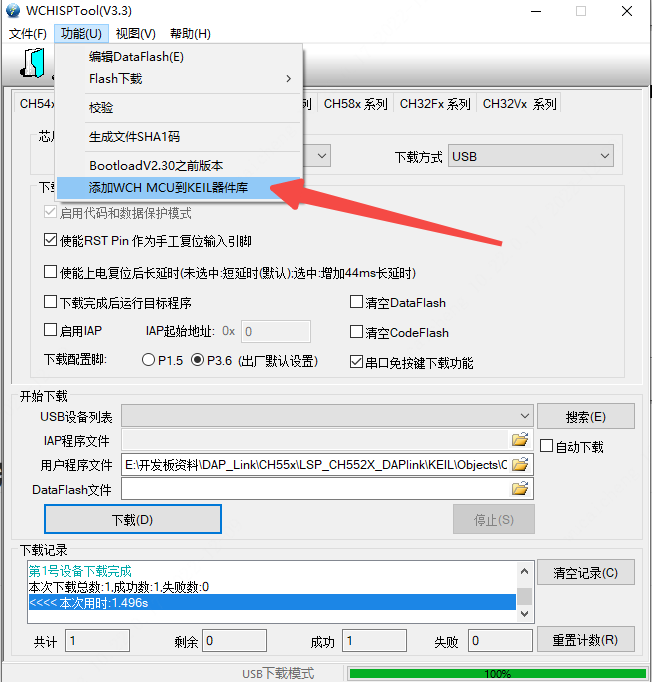 WCHISPTool(V3.3)
文件(F) 功能(U) 视图(V) 帮助(H)
编辑DataFlash(E)
Flash下载
校验
生成文件SHA1码
BootloadV2.30之前版本
添加WCH MCU到KEIL器件库
CH54x 列 CH58x 系列 CH32Fx 系列 CH32Vx 系列
芯
下载方式 USB
下
启用代码和数据保护模式
使能RST Pin 作为手工复位输入引脚
使能上电复位后长延时(未选中:短延时(默认);选中:增加44ms长延时)
下载完成后运行目标程序 清空DataFlash
启用IAP IAP起始地址: 0x 0 清空CodeFlash
下载配置脚: P1.5 P3.6 (出厂默认设置) 串口免按键下载功能
开始下载
USB设备列表 搜索(E)
IAP程序文件 自动下载
用户程序文件 E:\开发板资料\DAP_Link\CH55x\LSP_CH552X_DAPlink\KEIL\Objects\C
DataFlash文件
下载(D) 停止(S)
下载记录
第1号设备下载完成
本次下载总数:1,成功数:1,失败数:0
<<<< 本次用时:1.496s
清空记录(C)
共计 1 剩余 0 成功 1 失败 0 重置计数(R)
USB下载模式 100%